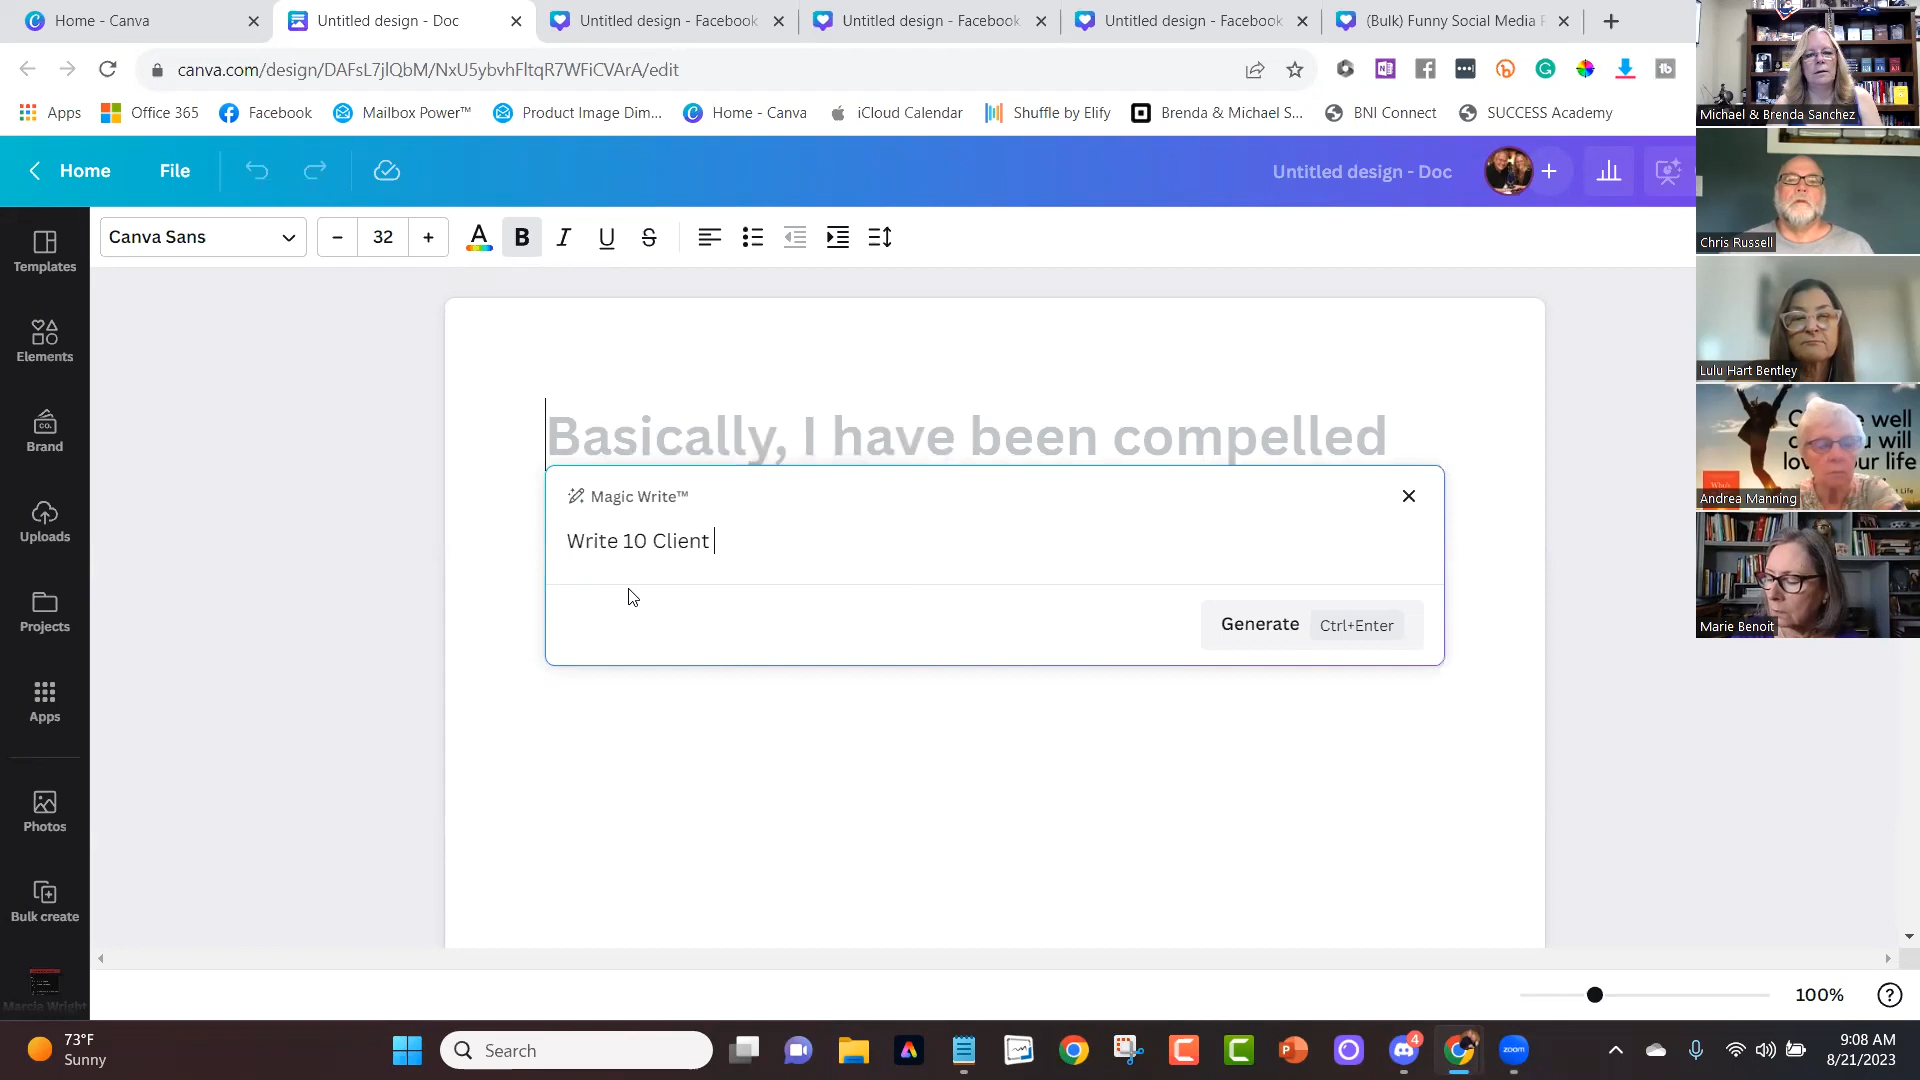 Home - Canva
Untitled design - Doc
Untitled design - Facebook
Untitled design - Facebook
Untitled design - Facebook
(Bulk) Funny Social Media P
canva.com/design/DAFsL7jlQbM/NxU5ybvhFltqR7WFiCVArA/edit
Apps
Office 365
Facebook
Mailbox Power™
Product Image Dim...
Home - Canva
iCloud Calendar
Shuffle by Elify
Brenda & Michael S...
BNI Connect
SUCCESS Academy
Home
File
Untitled design - Doc
Canva Sans
32
B
Templates
Elements
Brand
Uploads
Projects
Apps
Photos
Bulk create
Marcia Wright
Basically, I have been compelled
Magic Write™
Write 10 Client
Generate
Ctrl+Enter
Michael & Brenda Sanchez
Chris Russell
Lulu Hart Bentley
Andrea Manning
Marie Benoit
100%
73°F
Sunny
Search
4
zoom
9:08 AM
8/21/2023